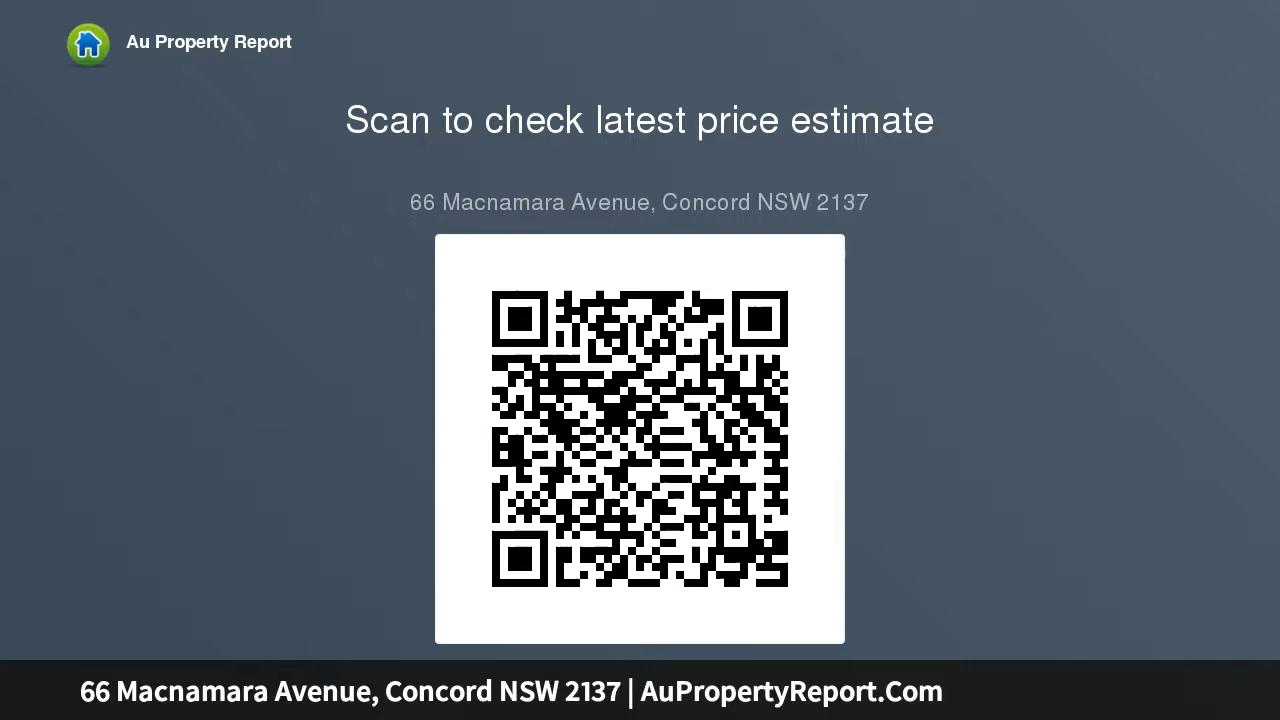 Au Property Report
Scan to check latest price estimate
66 Macnamara Avenue, Concord NSW 2137
66 Macnamara Avenue, Concord NSW 2137 | AuPropertyReport.Com